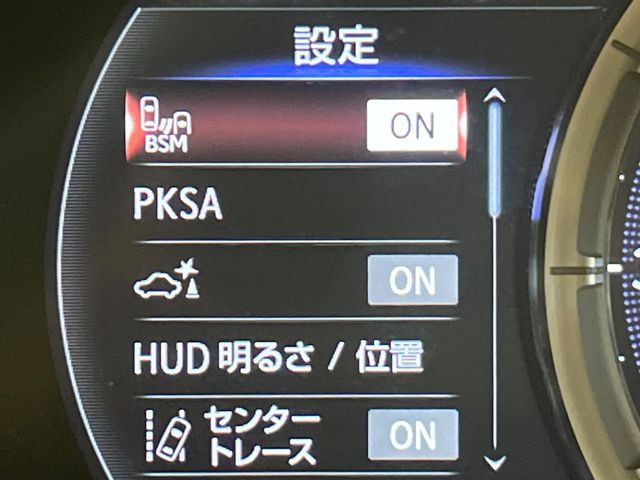 設定
BSM
ON
PKSA
ON
HUD 明るさ / 位置
センター
トレース
ON